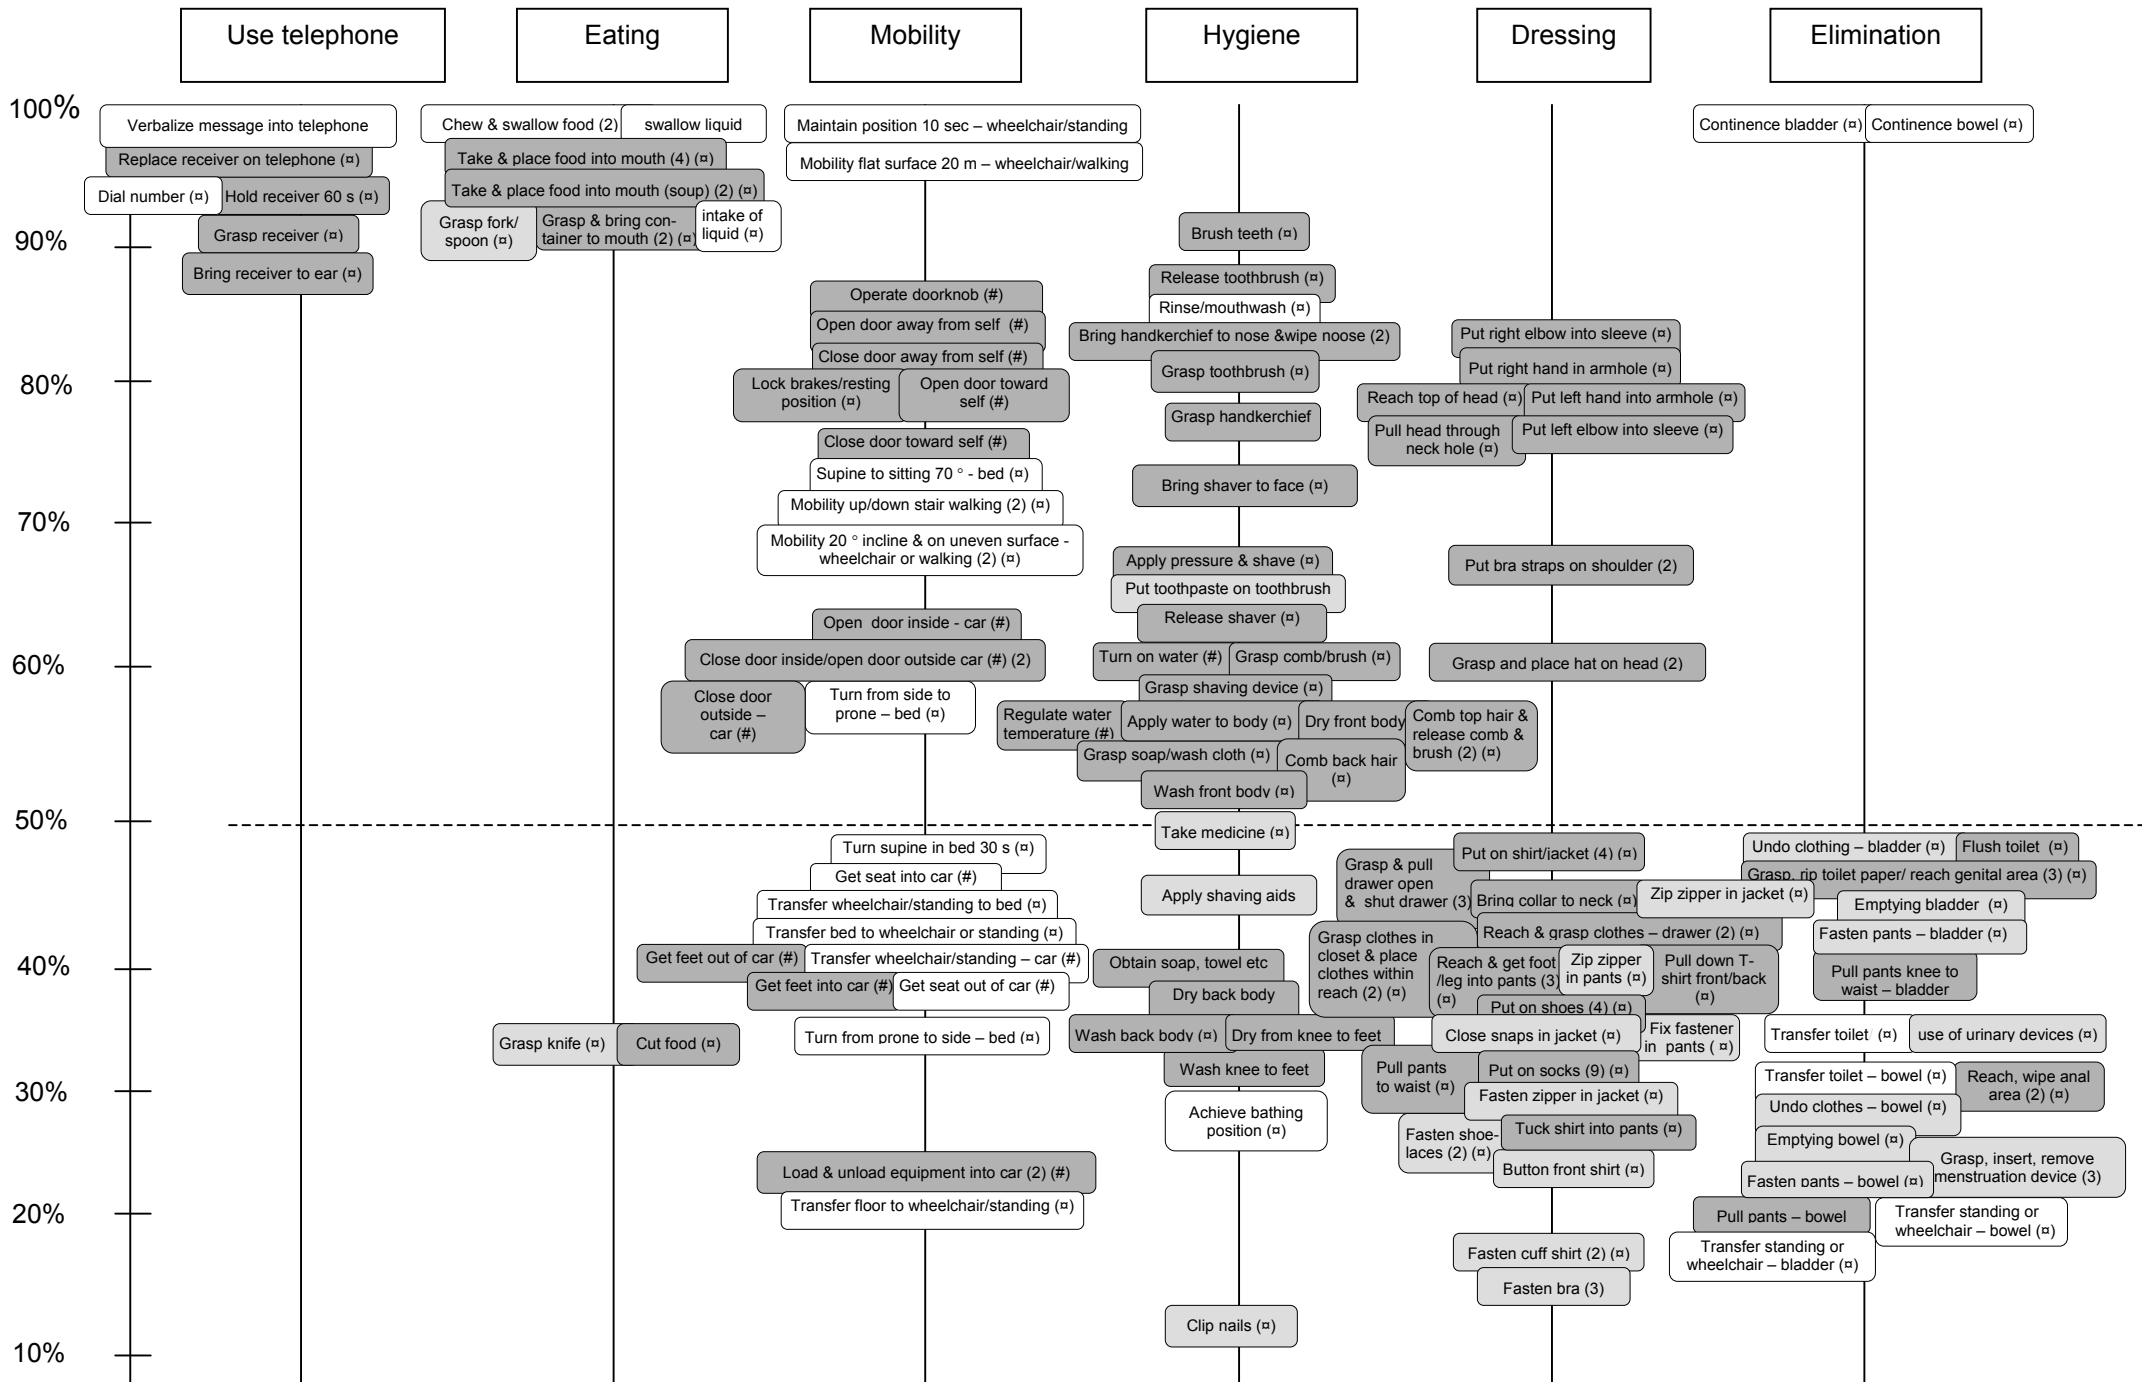 Use telephone
Eating
Mobility
Hygiene
Dressing
Elimination
100%
90%
80%
70%
60%
50%
40%
30%
20%
10%
Verbalize message into telephone
Replace receiver on telephone (¤)
Dial number (¤)
Hold receiver 60 s (¤)
Grasp receiver (¤)
Bring receiver to ear (¤)
Chew & swallow food (2)
swallow liquid
Take & place food into mouth (4) (¤)
Take & place food into mouth (soup) (2) (¤)
Grasp fork/
spoon (¤)
Grasp & bring con-
tainer to mouth (2) (¤)
intake of
liquid (¤)
Grasp knife (¤)
Cut food (¤)
Maintain position 10 sec – wheelchair/standing
Mobility flat surface 20 m – wheelchair/walking
Operate doorknob (#)
Open door away from self (#)
Close door away from self (#)
Lock brakes/resting
position (¤)
Open door toward
self (#)
Close door toward self (#)
Supine to sitting 70 ° - bed (¤)
Mobility up/down stair walking (2) (¤)
Mobility 20 ° incline & on uneven surface -
wheelchair or walking (2) (¤)
Open door inside - car (#)
Close door inside/open door outside car (#) (2)
Close door
outside –
car (#)
Turn from side to
prone – bed (¤)
Turn supine in bed 30 s (¤)
Get seat into car (#)
Transfer wheelchair/standing to bed (¤)
Transfer bed to wheelchair or standing (¤)
Get feet out of car (#)
Transfer wheelchair/standing – car (#)
Get feet into car (#)
Get seat out of car (#)
Turn from prone to side – bed (¤)
Load & unload equipment into car (2) (#)
Transfer floor to wheelchair/standing (¤)
Brush teeth (¤)
Release toothbrush (¤)
Rinse/mouthwash (¤)
Bring handkerchief to nose &wipe noose (2)
Grasp toothbrush (¤)
Grasp handkerchief
Bring shaver to face (¤)
Apply pressure & shave (¤)
Put toothpaste on toothbrush
Release shaver (¤)
Turn on water (#)
Grasp comb/brush (¤)
Grasp shaving device (¤)
Regulate water
temperature (#)
Apply water to body (¤)
Dry front body
Comb top hair &
release comb &
brush (2) (¤)
Grasp soap/wash cloth (¤)
Comb back hair
(¤)
Wash front body (¤)
Take medicine (¤)
Apply shaving aids
Obtain soap, towel etc
Dry back body
Wash back body (¤)
Dry from knee to feet
Wash knee to feet
Achieve bathing
position (¤)
Clip nails (¤)
Put right elbow into sleeve (¤)
Put right hand in armhole (¤)
Reach top of head (¤)
Put left hand into armhole (¤)
Pull head through
neck hole (¤)
Put left elbow into sleeve (¤)
Put bra straps on shoulder (2)
Grasp and place hat on head (2)
Put on shirt/jacket (4) (¤)
Grasp & pull
drawer open
& shut drawer (3)
Bring collar to neck (¤)
Zip zipper in jacket (¤)
Reach & grasp clothes – drawer (2) (¤)
Grasp clothes in
closet & place
clothes within
reach (2) (¤)
Reach & get foot
/leg into pants (3)
(¤)
Zip zipper
in pants (¤)
Pull down T-
shirt front/back
(¤)
Put on shoes (4) (¤)
Close snaps in jacket (¤)
Fix fastener
in pants ( ¤)
Pull pants
to waist (¤)
Put on socks (9) (¤)
Fasten zipper in jacket (¤)
Fasten shoe-
laces (2) (¤)
Tuck shirt into pants (¤)
Button front shirt (¤)
Fasten cuff shirt (2) (¤)
Fasten bra (3)
Continence bladder (¤)
Continence bowel (¤)
Undo clothing – bladder (¤)
Flush toilet (¤)
Grasp, rip toilet paper/ reach genital area (3) (¤)
Emptying bladder (¤)
Fasten pants – bladder (¤)
Pull pants knee to
waist – bladder
Transfer toilet (¤)
use of urinary devices (¤)
Transfer toilet – bowel (¤)
Reach, wipe anal
area (2) (¤)
Undo clothes – bowel (¤)
Emptying bowel (¤)
Grasp, insert, remove
menstruation device (3)
Fasten pants – bowel (¤)
Pull pants – bowel
Transfer standing or
wheelchair – bowel (¤)
Transfer standing or
wheelchair – bladder (¤)